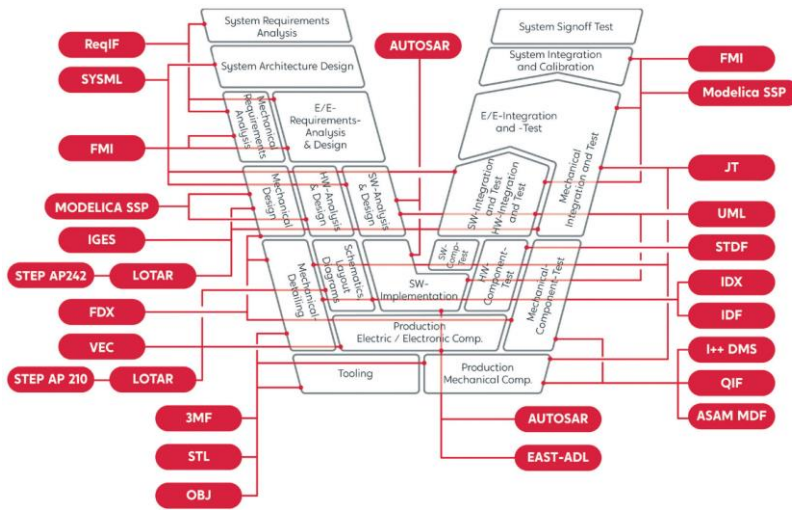 System Requirements
Analysis
System Signoff Test
ReqIF
AUTOSAR
System Integration
and Calibration
FMI
SYSML
System Architecture Design
Modelica SSP
Mechanical
Requirements
Analysis
E/E-
Requirements-
Analysis
& Design
E/E-Integration
and -Test
FMI
Mechanical
Integration and Test
JT
Mechanical
Design
HW-Analysis
& Design
SW-Analysis
& Design
SW-Integration
and Test
HW-Integration
and Test
MODELICA SSP
UML
IGES
STDF
STEP AP242
LOTAR
Mechanical-
Detailing
Schematics,
Layout
Diagrams
SW-
Implementation
SW-
Comp-
Test
HW-
Component-
Test
Mechanical-
Component-Test
IDX
FDX
IDF
Production
Electric / Electronic Comp.
VEC
I++ DMS
STEP AP 210
LOTAR
Tooling
Production
Mechanical Comp.
QIF
3MF
AUTOSAR
ASAM MDF
STL
EAST-ADL
OBJ